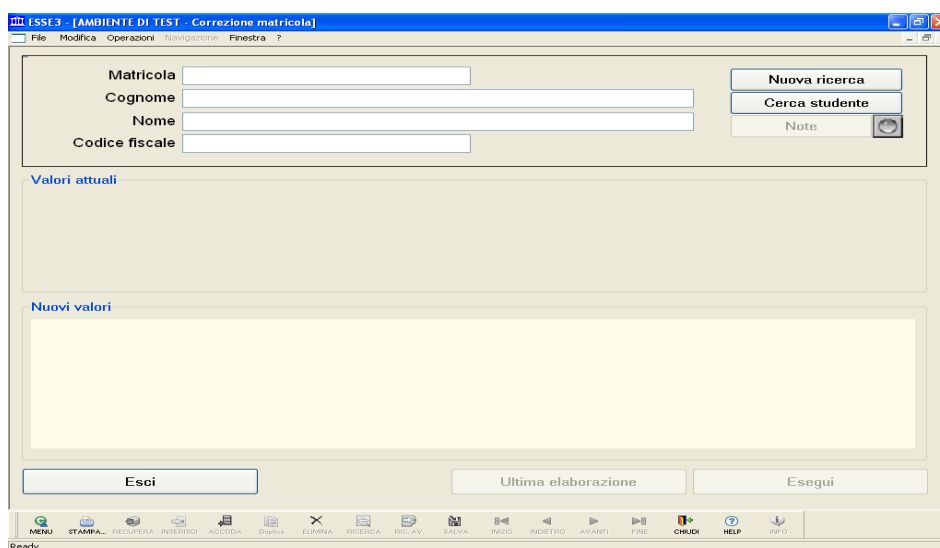 ESSE3 - [AMBIENTE DI TEST - Correzione matricola]
File Modifica Operazioni Navigazione Finestra ?
Matricola
Nuova ricerca
Cognome
Cerca studente
Nome
Note
Codice fiscale
Valori attuali
Nuovi valori
Esci Ultima elaborazione Esegui
MENU STAMPA... RECUPERA INSERISCI ACCODA Duplica ELIMINA RICERCA RIC. AV. SALVA INIZIO INDIETRO AVANTI FINE CHIUDI HELP INFO
Ready